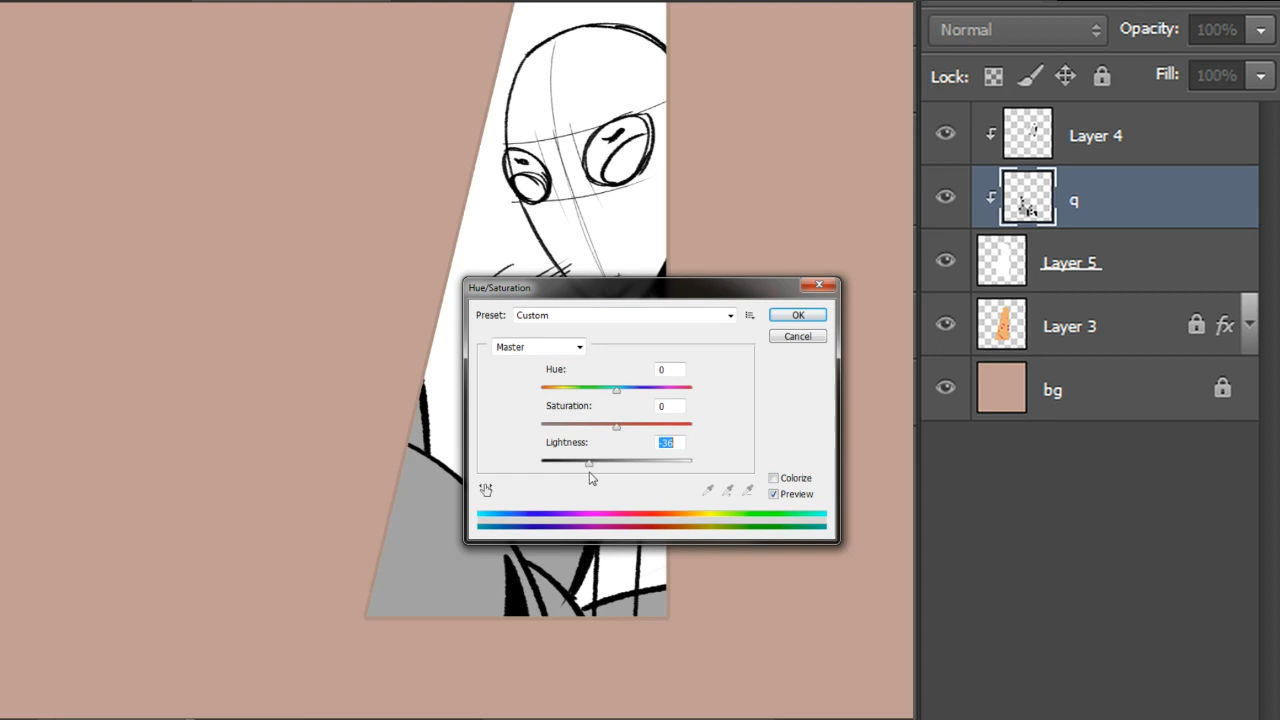 Normal Opacity: 100%
Lock: Fill: 100%
Layer 4
q
Layer 5
Layer 3 fx
bg
Hue/Saturation
Preset: Custom OK
Cancel
Master
Hue: 0
Saturation: 0
Lightness: -36
Colorize
Preview